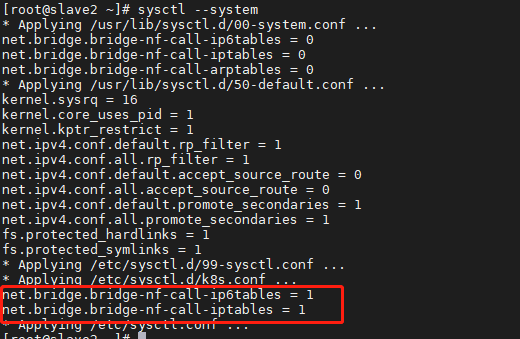 [root@slave2 ~]# sysctl --system
* Applying /usr/lib/sysctl.d/00-system.conf ...
net.bridge.bridge-nf-call-ip6tables = 0
net.bridge.bridge-nf-call-iptables = 0
net.bridge.bridge-nf-call-arptables = 0
* Applying /usr/lib/sysctl.d/50-default.conf ...
kernel.sysrq = 16
kernel.core_uses_pid = 1
kernel.kptr_restrict = 1
net.ipv4.conf.default.rp_filter = 1
net.ipv4.conf.all.rp_filter = 1
net.ipv4.conf.default.accept_source_route = 0
net.ipv4.conf.all.accept_source_route = 0
net.ipv4.conf.default.promote_secondaries = 1
net.ipv4.conf.all.promote_secondaries = 1
fs.protected_hardlinks = 1
fs.protected_symlinks = 1
* Applying /etc/sysctl.d/99-sysctl.conf ...
* Applying /etc/sysctl.d/k8s.conf ...
net.bridge.bridge-nf-call-ip6tables = 1
net.bridge.bridge-nf-call-iptables = 1
* Applying /etc/sysctl.conf ...
[root@slave2 ~]#